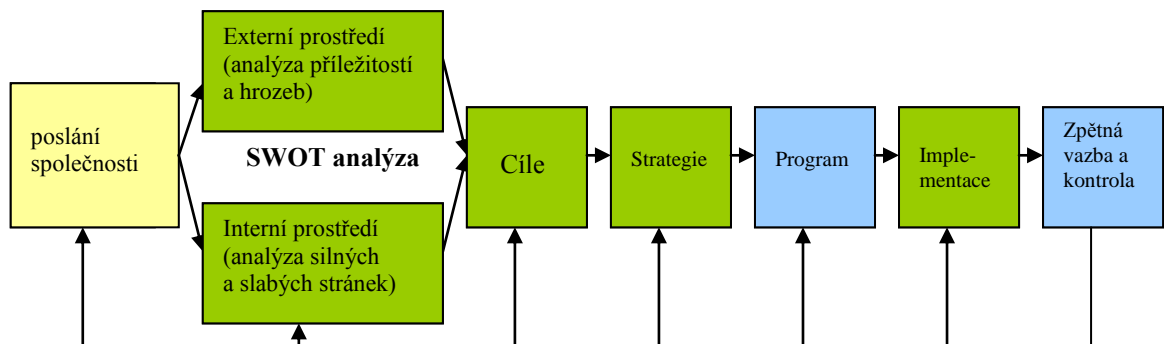 poslání
společnosti
Externí prostředí
(analýza příležitostí
a hrozeb)
SWOT analýza
Interní prostředí
(analýza silných
a slabých stránek)
Cíle
Strategie
Program
Imple-
mentace
Zpětná
vazba a
kontrola